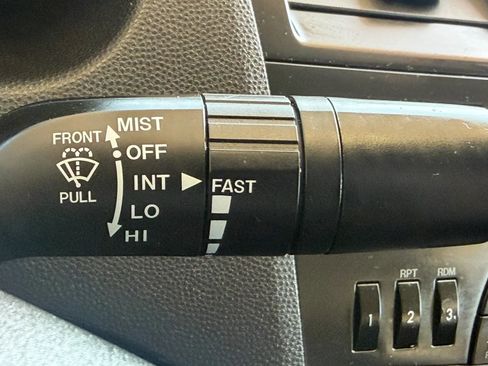 MIST
FRONT
OFF
INT
FAST
PULL
LO
HI
RPT
RDM
1
2
3